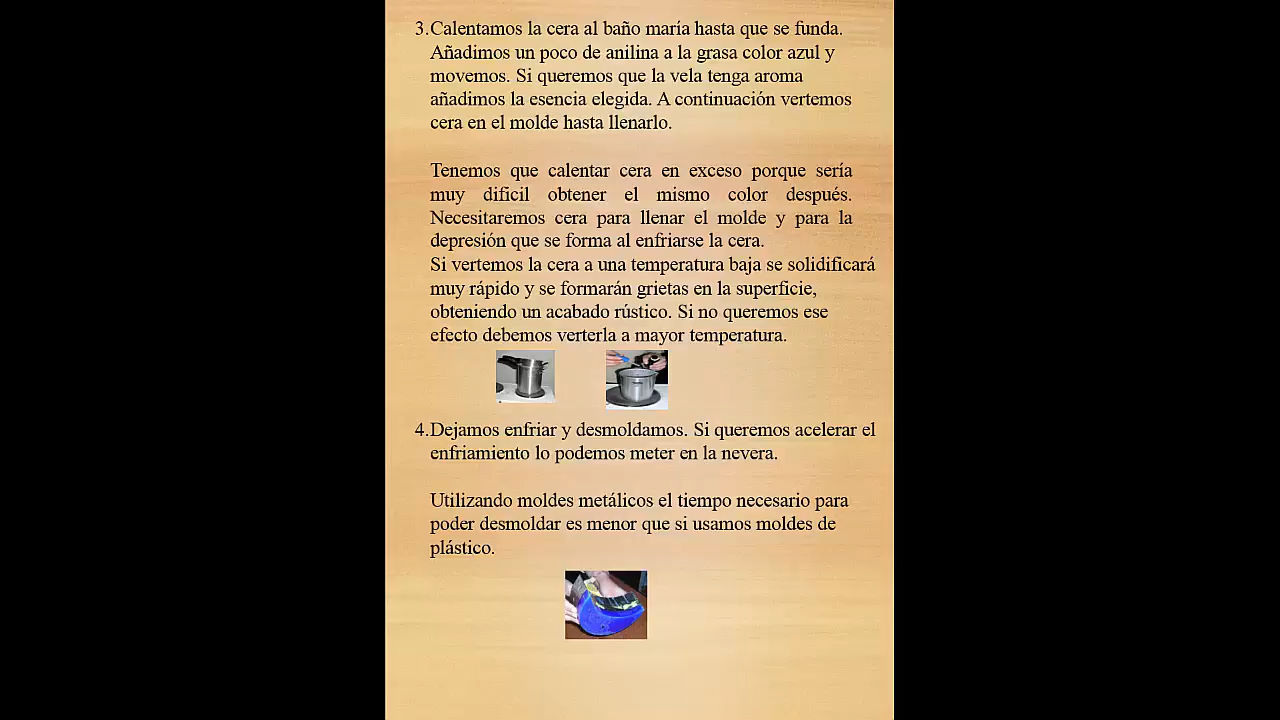 3.Calentamos la cera al baño maría hasta que se funda.
Añadimos un poco de anilina a la grasa color azul y
movemos. Si queremos que la vela tenga aroma
añadimos la esencia elegida. A continuación vertemos
cera en el molde hasta llenarlo.
Tenemos que calentar cera en exceso porque sería
muy dificil obtener el mismo color después.
Necesitaremos cera para llenar el molde y para la
depresión que se forma al enfriarse la cera.
Si vertemos la cera a una temperatura baja se solidificará
muy rápido y se formarán grietas en la superficie,
obteniendo un acabado rústico. Si no queremos ese
efecto debemos verterla a mayor temperatura.
4.Dejamos enfriar y desmoldamos. Si queremos acelerar el
enfriamiento lo podemos meter en la nevera.
Utilizando moldes metálicos el tiempo necesario para
poder desmoldar es menor que si usamos moldes de
plástico.